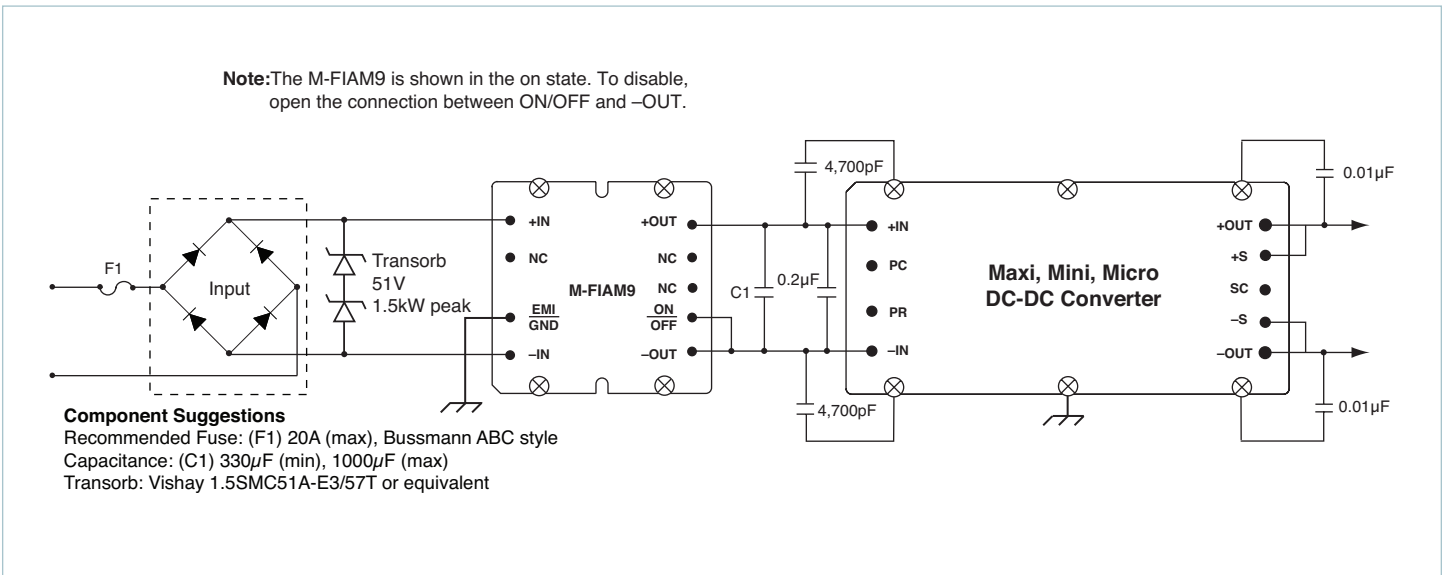 Note:The M-FIAM9 is shown in the on state. To disable,
open the connection between ON/OFF and –OUT.
F1
Input
Transorb
51V
1.5kW peak
+IN
NC
EMI
GND
–IN
M-FIAM9
+OUT
NC
NC
ON
OFF
–OUT
4,700pF
C1
0.2µF
4,700pF
+IN
PC
PR
–IN
Maxi, Mini, Micro
DC-DC Converter
+OUT
+S
SC
–S
–OUT
0.01µF
0.01µF
Component Suggestions
Recommended Fuse: (F1) 20A (max), Bussmann ABC style
Capacitance: (C1) 330µF (min), 1000µF (max)
Transorb: Vishay 1.5SMC51A-E3/57T or equivalent